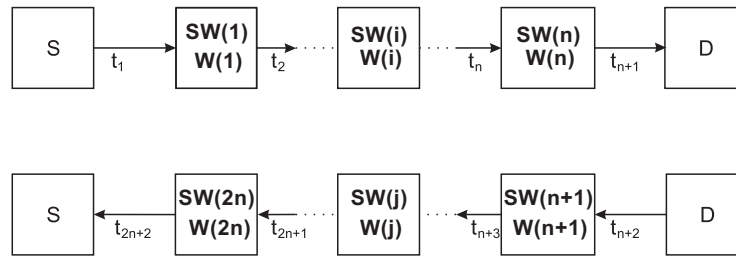 S
SW(1)
W(1)
SW(i)
W(i)
SW(n)
W(n)
D
t₁
t₂
tₙ
tₙ₊₁
S
SW(2n)
W(2n)
SW(j)
W(j)
SW(n+1)
W(n+1)
D
t₂ₙ₊₂
t₂ₙ₊₁
tₙ₊₃
tₙ₊₂